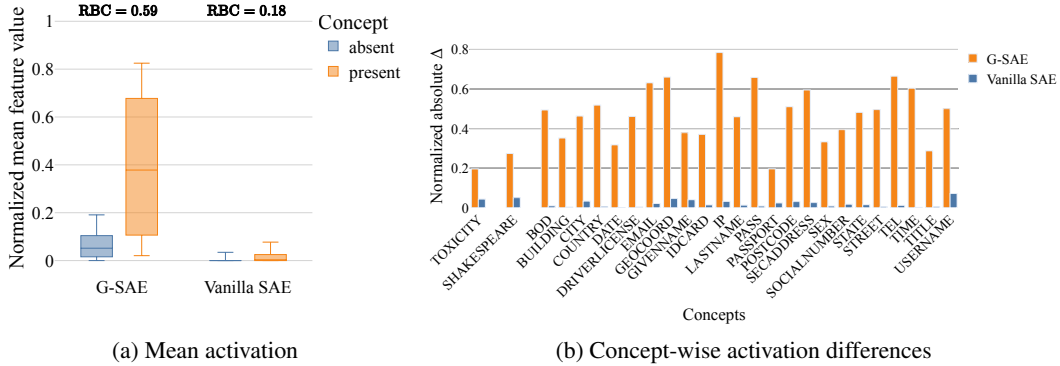 RBC = 0.59
RBC = 0.18
Concept
absent
present
Normalized mean feature value
1
0.8
0.6
0.4
0.2
0
G-SAE
Vanilla SAE
(a) Mean activation
Normalized absolute Δ
0.8
0.6
0.4
0.2
0
G-SAE
Vanilla SAE
TOXICITY
SHAKESPEARE
BOD
BUILDING
CITY
COUNTRY
DATE
DRIVERLICENSE
EMAIL
GEOCOORD
GIVENNAME
IDCARD
IP
LASTNAME
PASS
PASSPORT
POSTCODE
SECADDRESS
SEX
SOCIALNUMBER
STATE
STREET
TEL
TIME
TITLE
USERNAME
Concepts
(b) Concept-wise activation differences